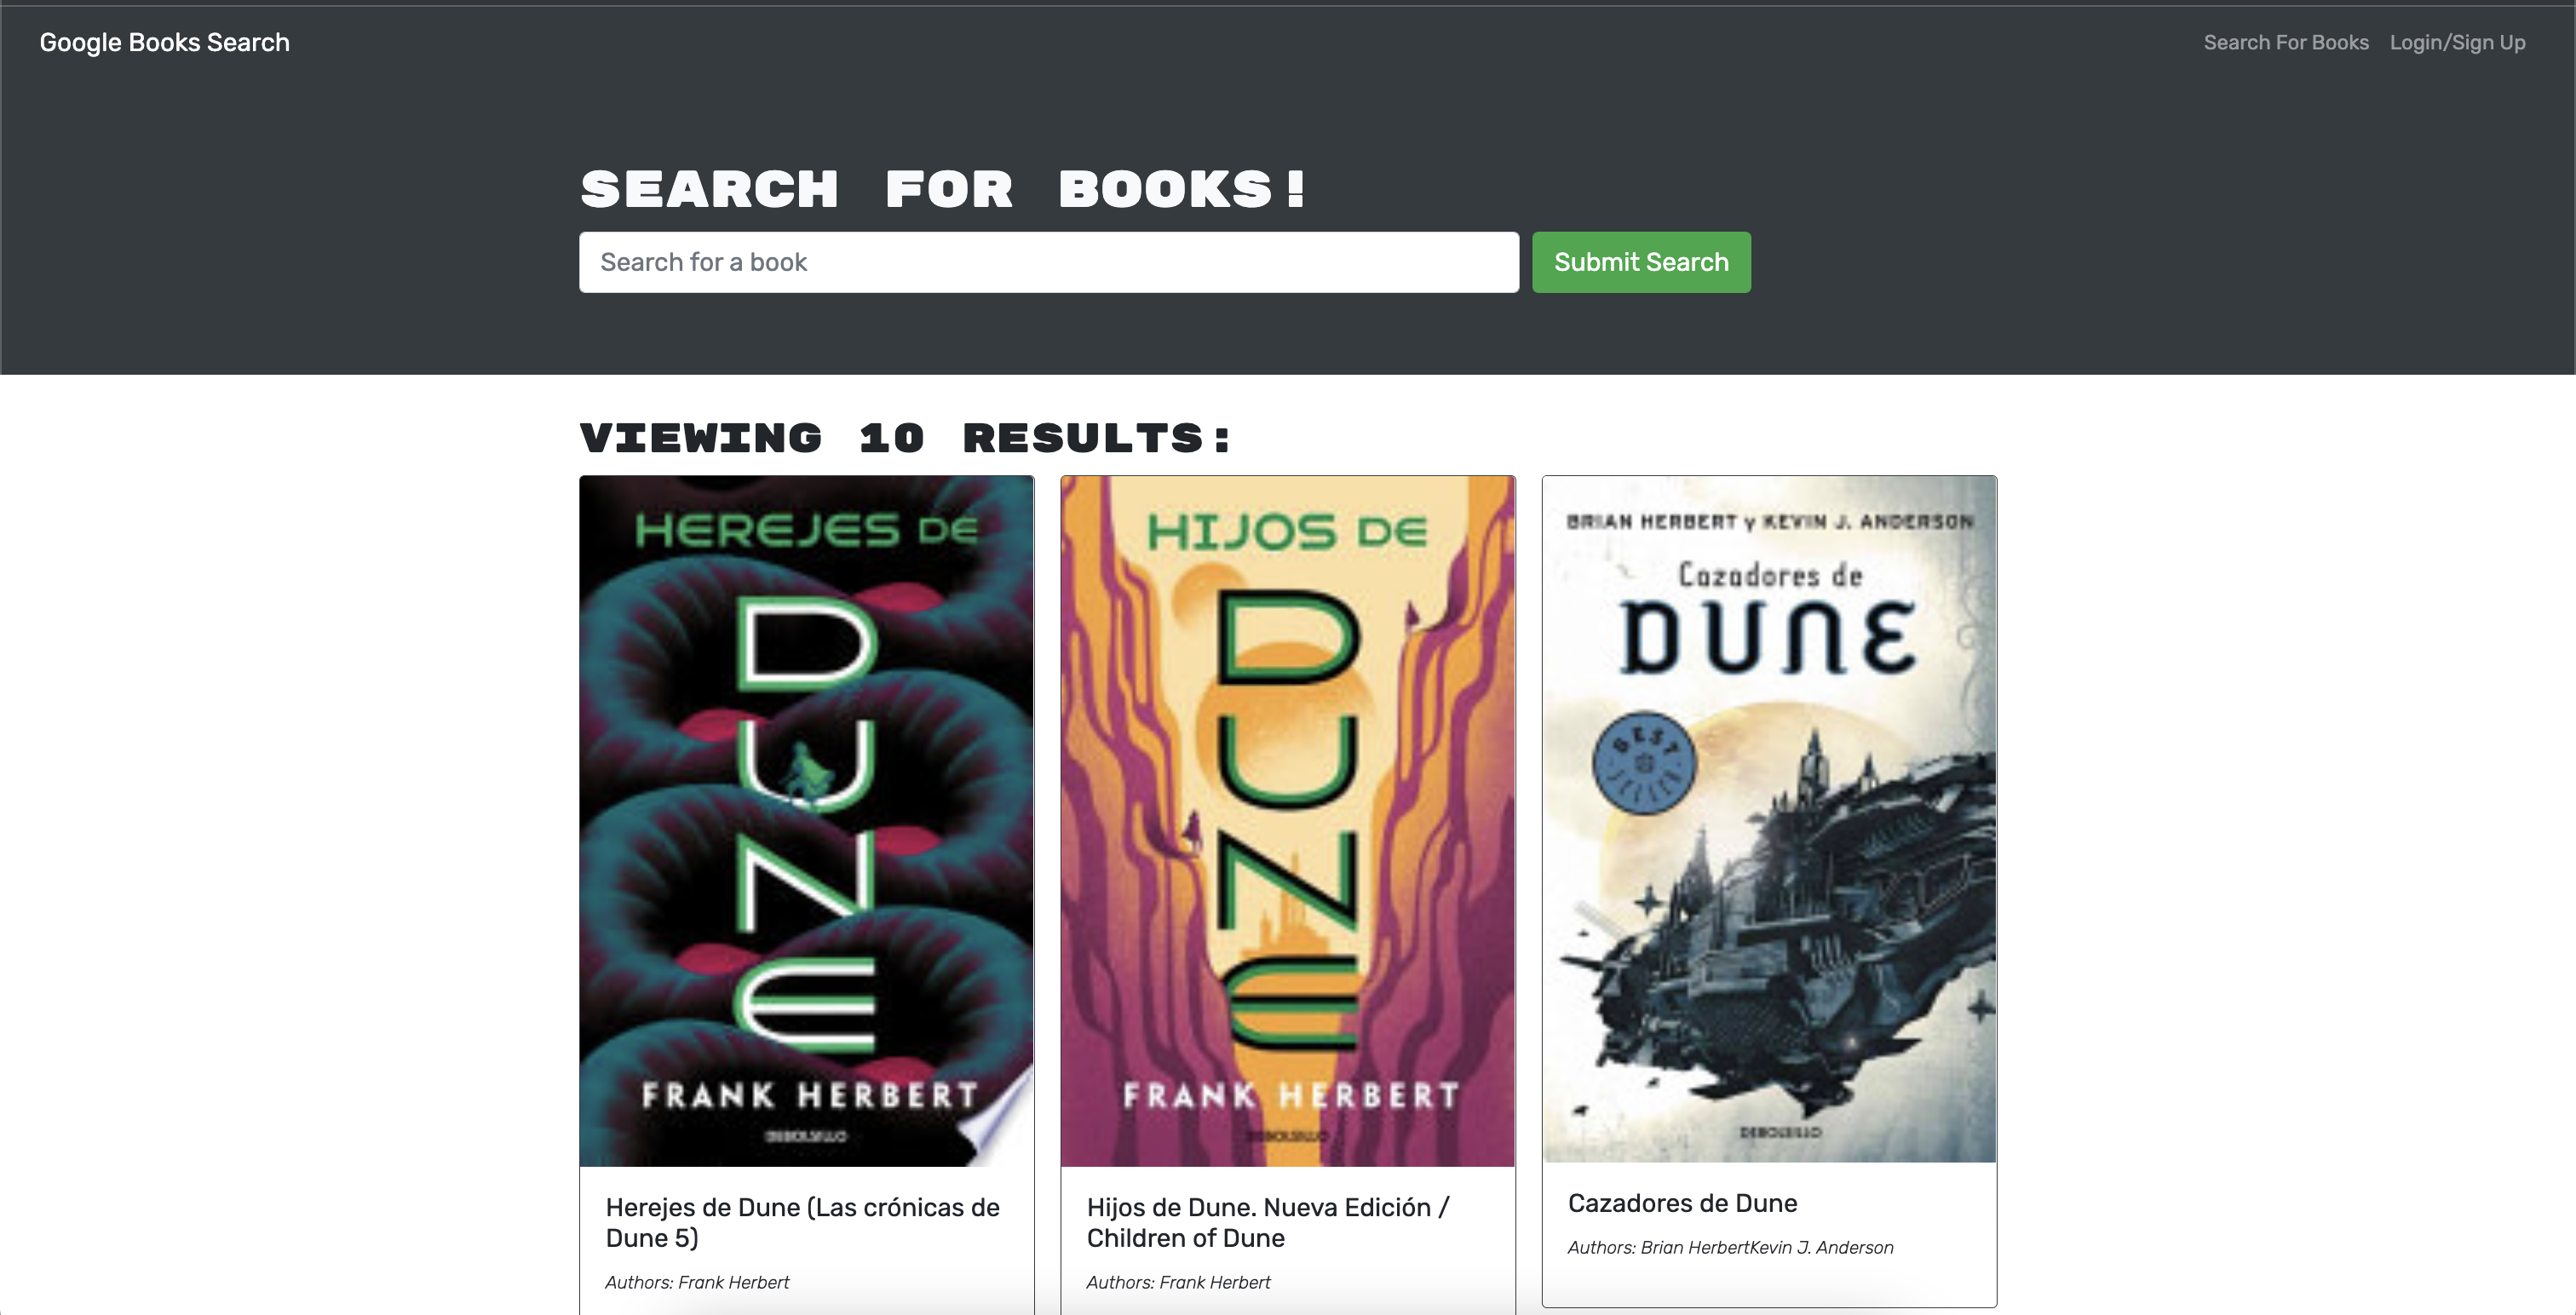 Google Books Search
Search For Books
Login/Sign Up
SEARCH FOR BOOKS!
Search for a book
Submit Search
VIEWING 10 RESULTS:
HEREJES DE
DUNE
FRANK HERBERT
DEBOLSILLO
Herejes de Dune (Las crónicas de
Dune 5)
Authors: Frank Herbert
HIJOS DE
DUNE
FRANK HERBERT
DEBOLSILLO
Hijos de Dune. Nueva Edición /
Children of Dune
Authors: Frank Herbert
BRIAN HERBERT y KEVIN J. ANDERSON
Cazadores de
DUNE
BEST
SELLER
DEBOLSILLO
Cazadores de Dune
Authors: Brian HerbertKevin J. Anderson